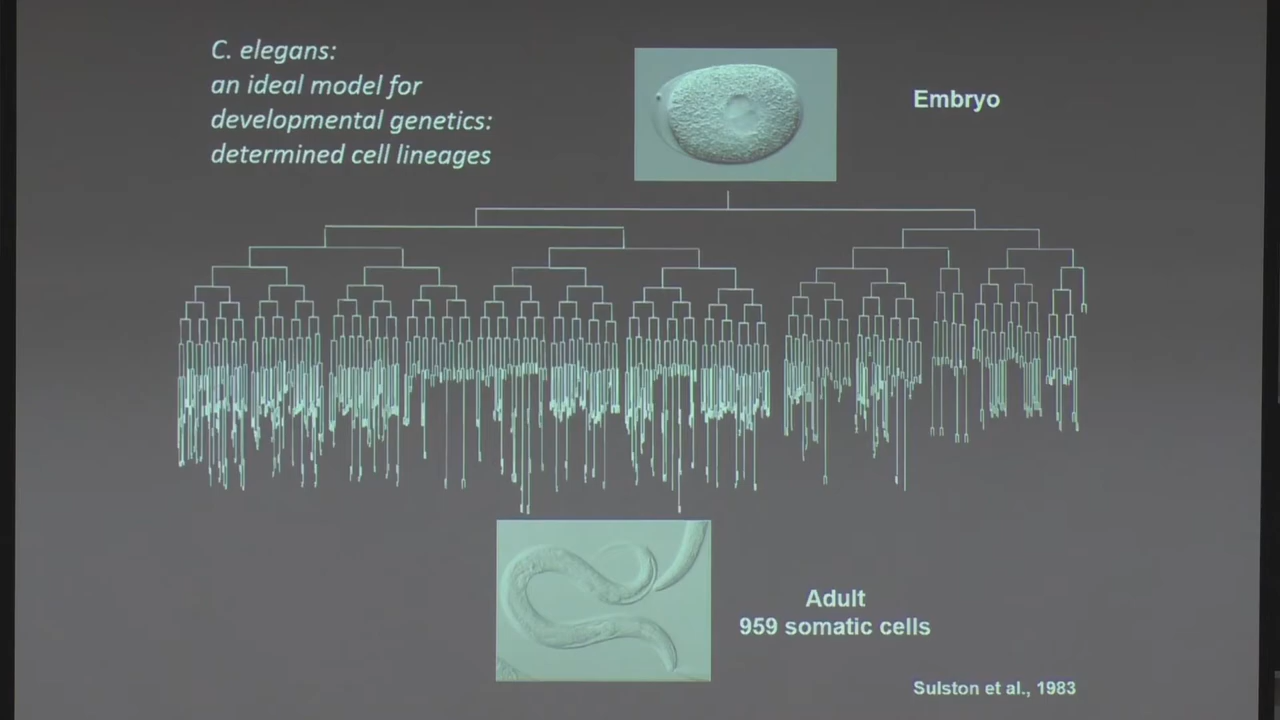 C. elegans:
an ideal model for
developmental genetics:
determined cell lineages
Embryo
Adult
959 somatic cells
Sulston et al., 1983